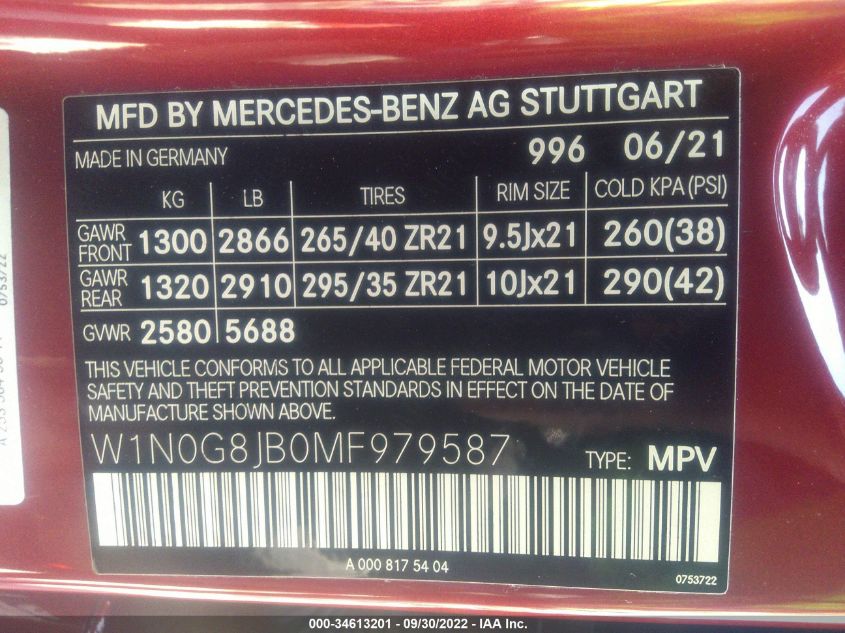 MFD BY MERCEDES-BENZ AG STUTTGART
MADE IN GERMANY 996 06/21
KG LB TIRES RIM SIZE COLD KPA(PSI)
GAWR FRONT 1300 2866 265/40 ZR21 9.5Jx21 260(38)
GAWR REAR 1320 2910 295/35 ZR21 10Jx21 290(42)
GVWR 2580 5688
THIS VEHICLE CONFORMS TO ALL APPLICABLE FEDERAL MOTOR VEHICLE
SAFETY AND THEFT PREVENTION STANDARDS IN EFFECT ON THE DATE OF
MANUFACTURE SHOWN ABOVE.
W1N0G8JB0MF979587 TYPE: MPV
A 000 817 54 04
0753722
0753722
000-34613201 - 09/30/2022 - IAA Inc.